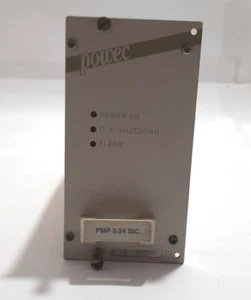 powec
POWER ON
O.V. SHUTDOWN
ALARM
PMP 3.24 SIC